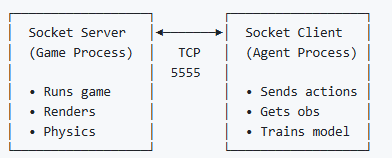 Socket Server
(Game Process)
• Runs game
• Renders
• Physics
TCP
5555
Socket Client
(Agent Process)
• Sends actions
• Gets obs
• Trains model